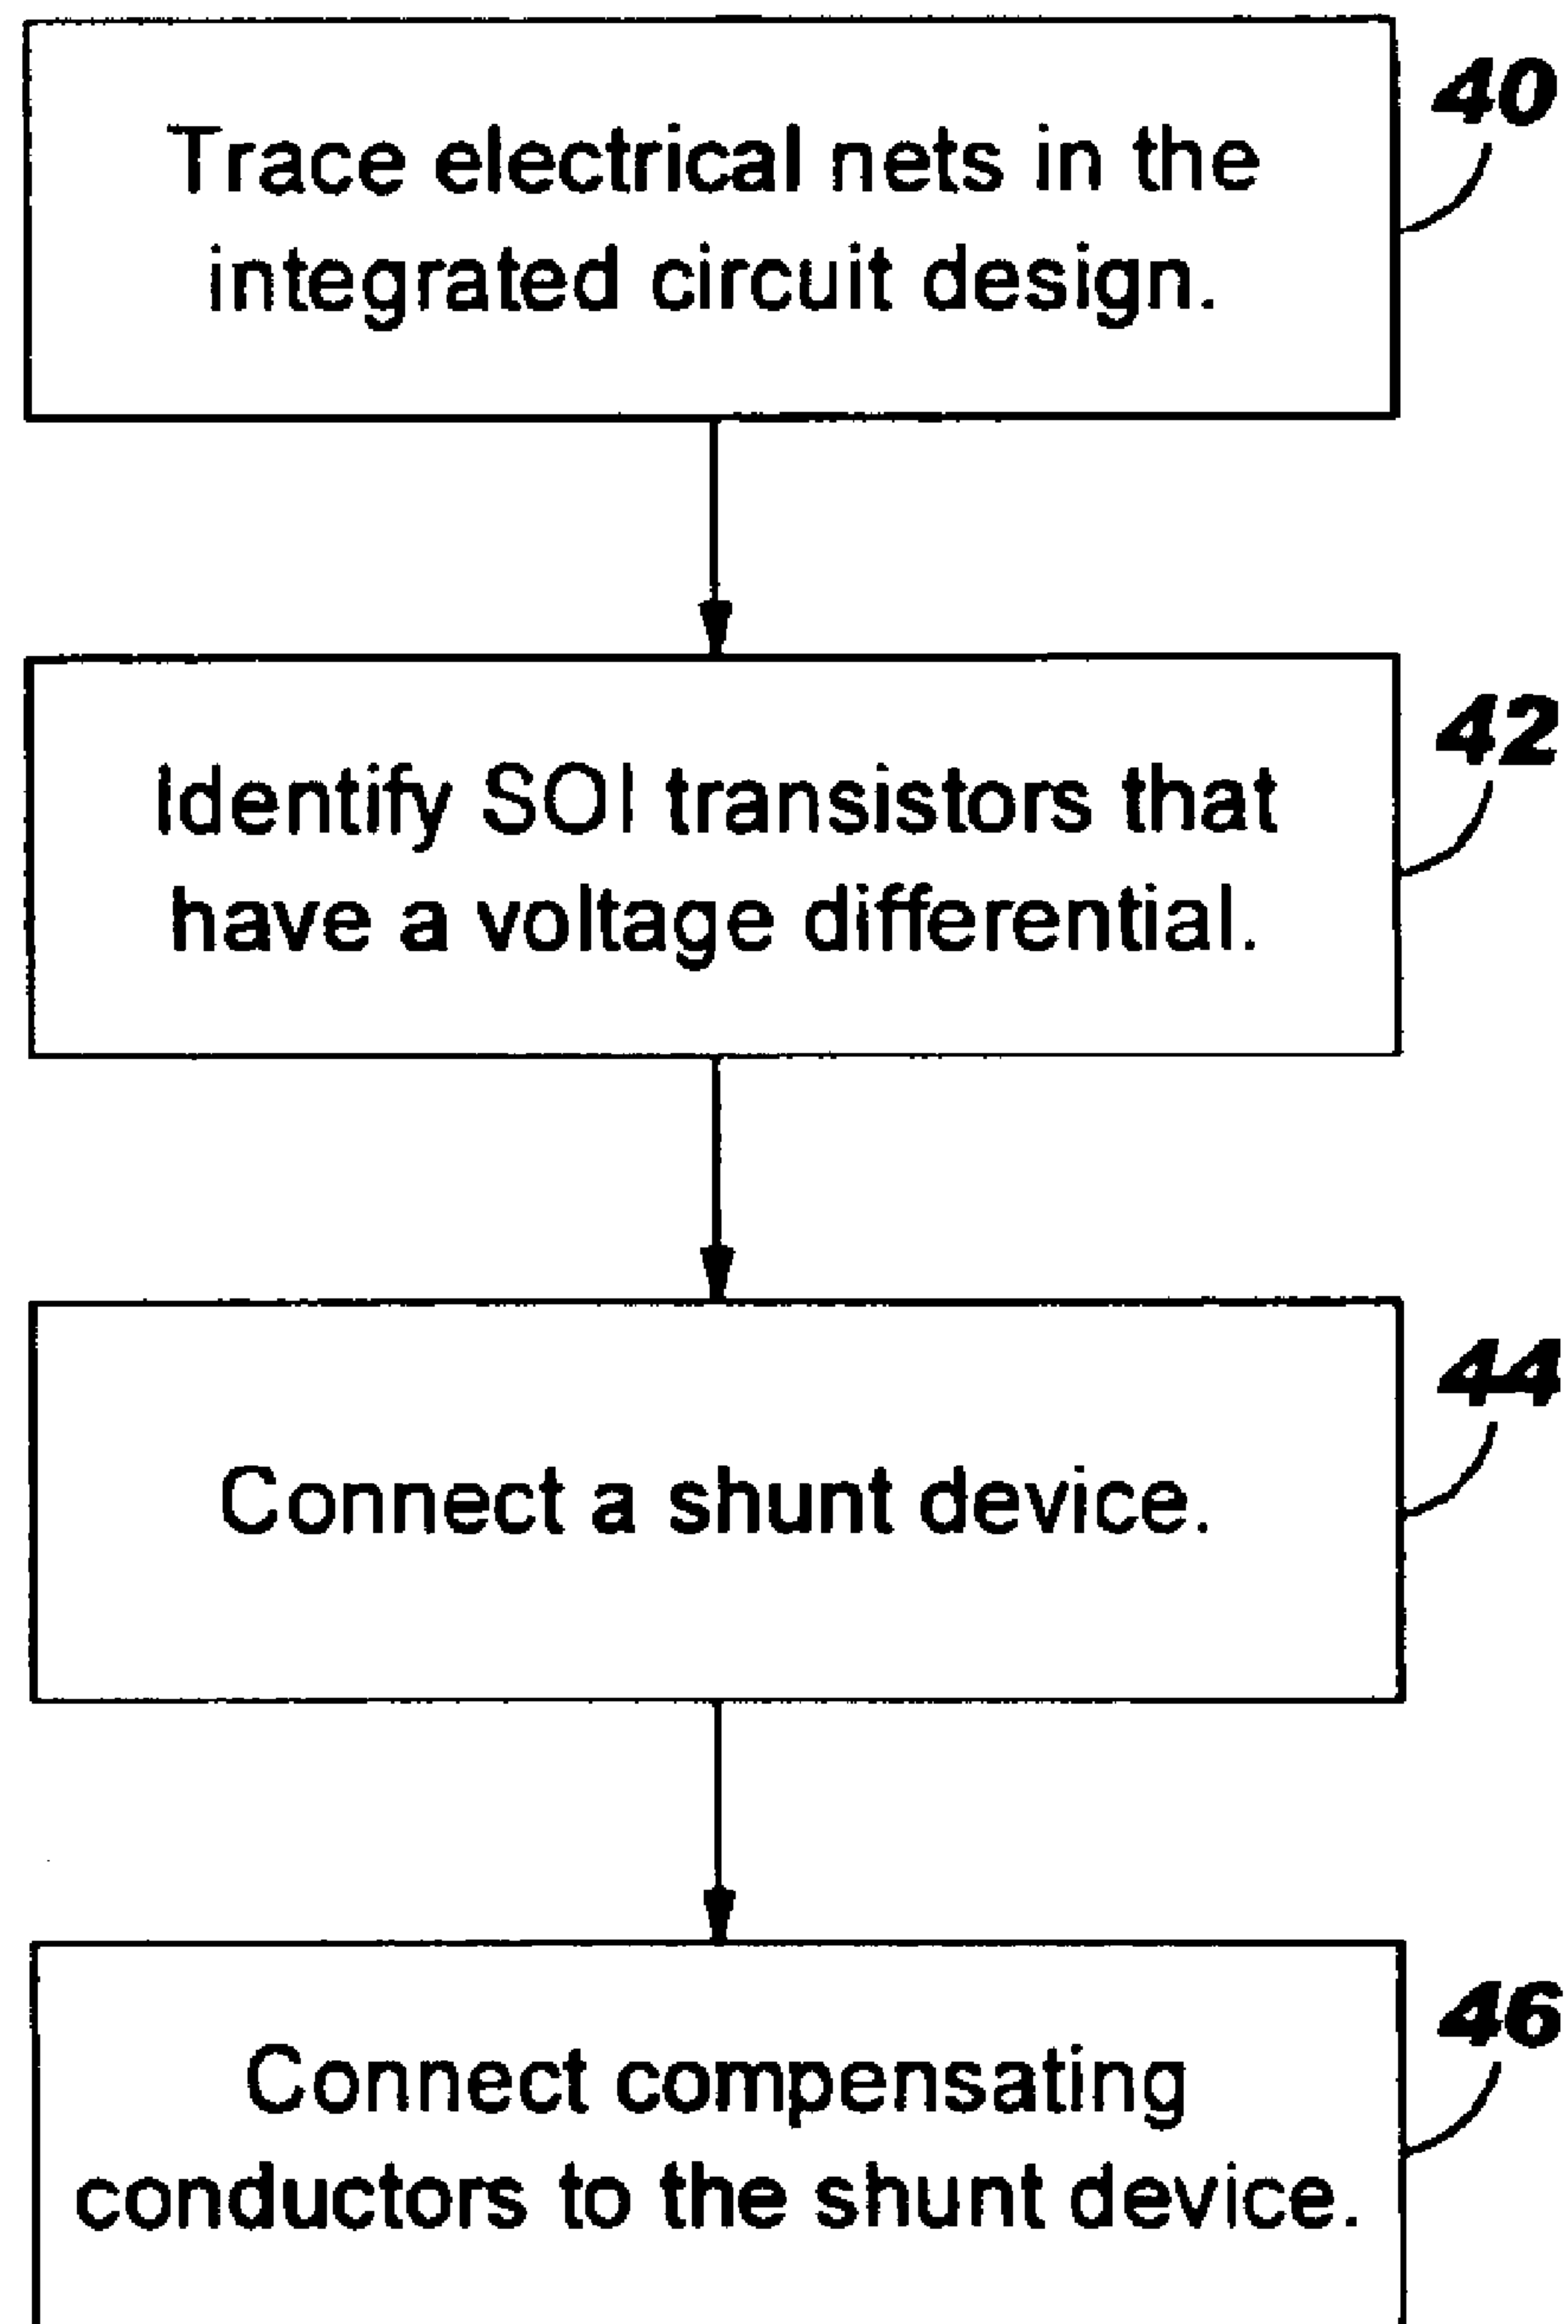 Trace electrical nets in the
integrated circuit design.
40
Identify SOI transistors that
have a voltage differential.
42
Connect a shunt device.
44
Connect compensating
conductors to the shunt device.
46